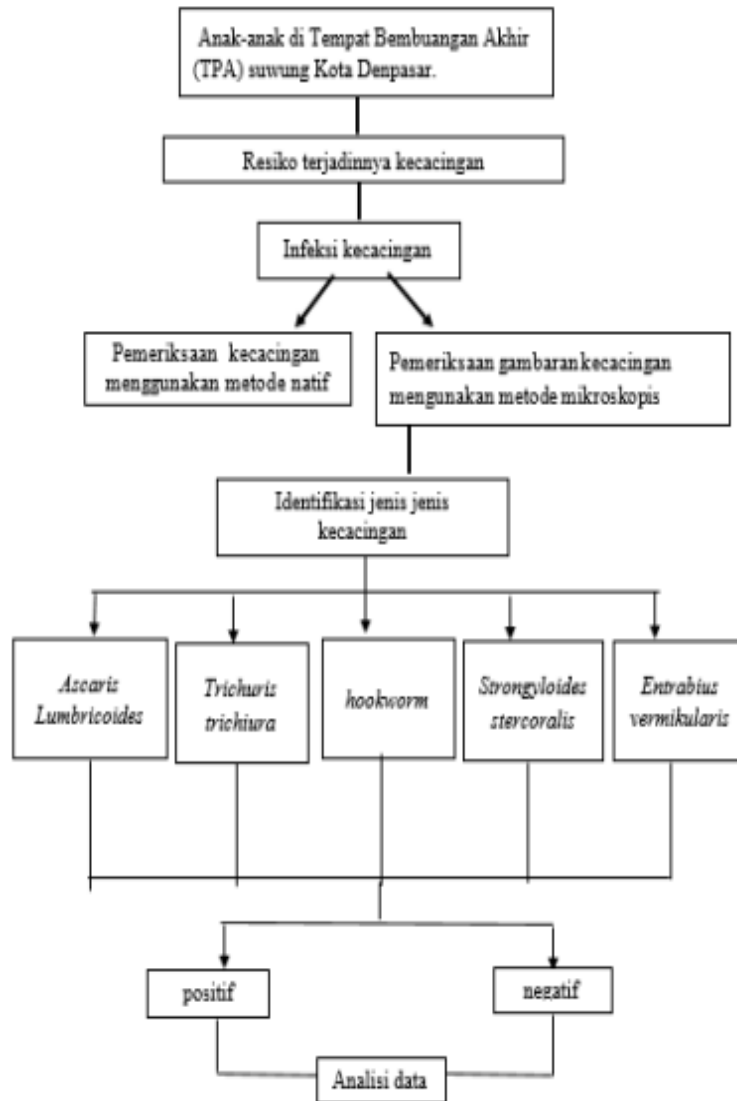 Anak-anak di Tempat Bembuangan Akhir
(TPA) suwung Kota Denpasar.
Resiko terjadinnya kecacingan
Infeksi kecacingan
Pemeriksaan kecacingan
menggunakan metode natif
Pemeriksaan gambaran kecacingan
mengunakan metode mikroskopis
Identifikasi jenis jenis
kecacingan
Ascaris
Lumbricoides
Trichuris
trichiura
hookworm
Strongyloides
stercoralis
Entrabius
vermikularis
positif
negatif
Analisi data